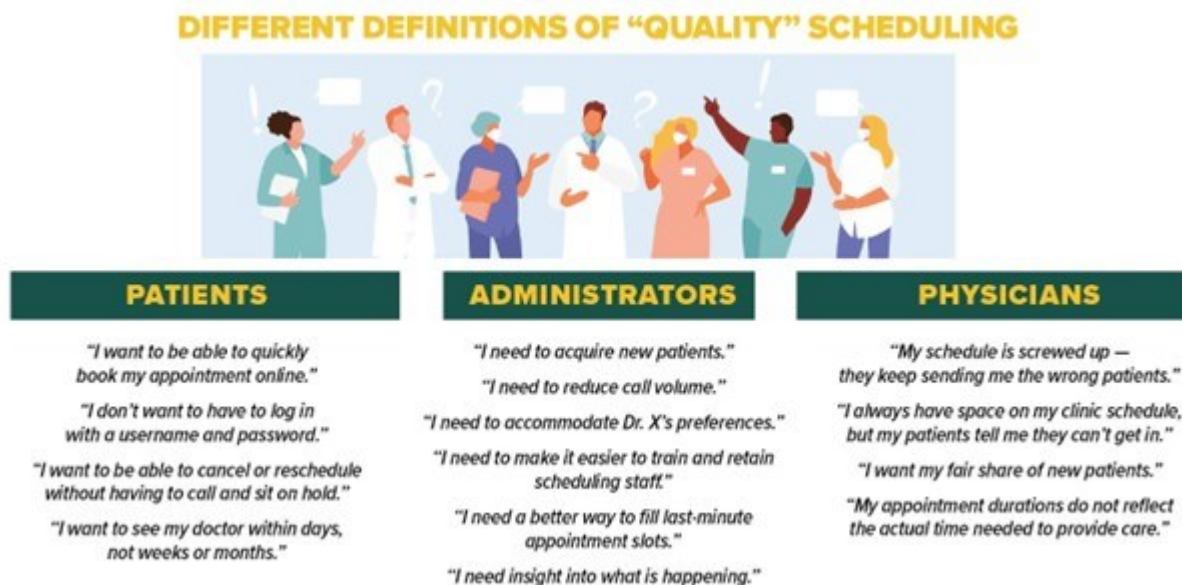 DIFFERENT DEFINITIONS OF “QUALITY” SCHEDULING
PATIENTS
“I want to be able to quickly
book my appointment online.”
“I don’t want to have to log in
with a username and password.”
“I want to be able to cancel or reschedule
without having to call and sit on hold.”
“I want to see my doctor within days,
not weeks or months.”
ADMINISTRATORS
“I need to acquire new patients.”
“I need to reduce call volume.”
“I need to accommodate Dr. X’s preferences.”
“I need to make it easier to train and retain
scheduling staff.”
“I need a better way to fill last-minute
appointment slots.”
“I need insight into what is happening.”
PHYSICIANS
“My schedule is screwed up —
they keep sending me the wrong patients.”
“I always have space on my clinic schedule,
but my patients tell me they can’t get in.”
“I want my fair share of new patients.”
“My appointment durations do not reflect
the actual time needed to provide care.”